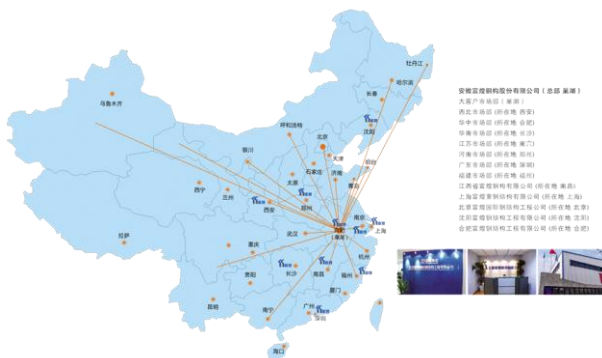 牡丹江
哈尔滨
长春
乌鲁木齐
沈阳
呼和浩特
北京
天津
银川
石家庄
太原
济南
青岛
西宁
兰州
西安
郑州
南京
上海
合肥
(巢湖)
拉萨
武汉
杭州
重庆
长沙
南昌
贵阳
福州
昆明
厦门
南宁
广州
深圳
海口
安徽富煌钢构股份有限公司 ( 总部 巢湖 )
大客户市场部 ( 巢湖 )
西北市场部 (所在地 西安)
华中市场部 (所在地 合肥)
华南市场部 (所在地 长沙)
江苏市场部 (所在地 南六)
河南市场部 (所在地 郑州)
广东市场部 (所在地 深圳)
福建市场部 (所在地 福州)
江西省富煌钢构有限公司 (所在地 南昌)
上海富煌重钢结构有限公司 (所在地 上海)
北京富煌国际钢结构工程公司 ( 所在地 北京)
沈阳富煌钢结构工程有限公司 (所在地 沈阳)
合肥富煌钢结构工程有限公司 (所在地 合肥)